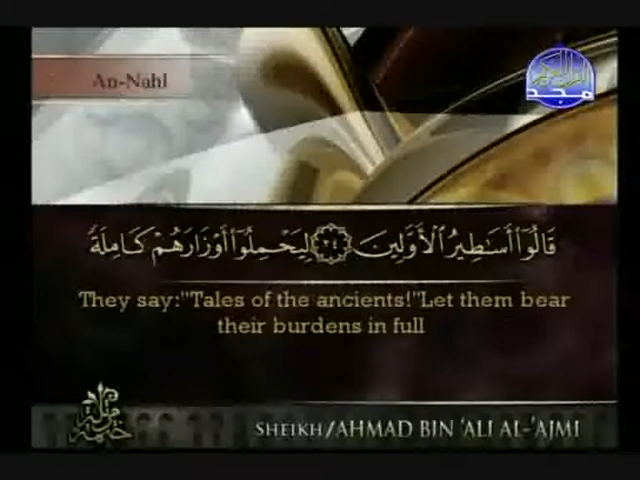 An-Nahl
مجد
قَالُوٓا۟ أَسَٰطِيرُ ٱلْأَوَّلِينَ ٢٤ لِيَحْمِلُوٓا۟ أَوْزَارَهُمْ كَامِلَةً
They say:"Tales of the ancients!"Let them bear
their burdens in full
SHEIKH/AHMAD BIN 'ALI AL-'AJMI